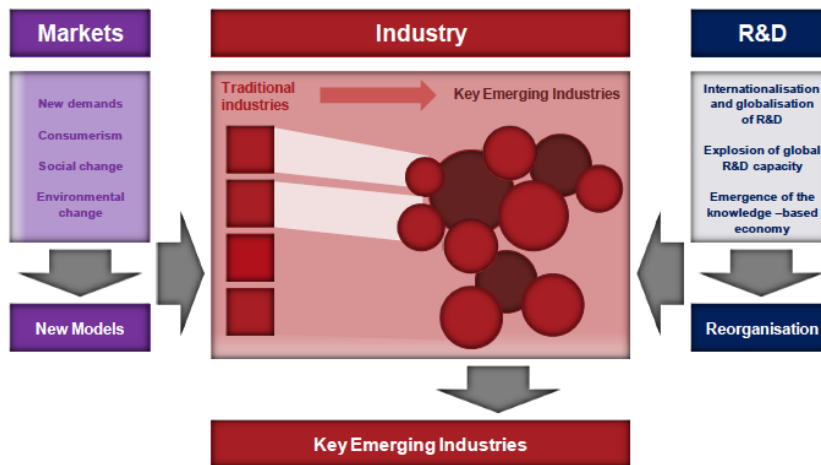 Markets
New demands
Consumerism
Social change
Environmental
change
New Models
Industry
Traditional
industries
Key Emerging Industries
Key Emerging Industries
R&D
Internationalisation
and globalisation
of R&D
Explosion of global
R&D capacity
Emergence of the
knowledge –based
economy
Reorganisation